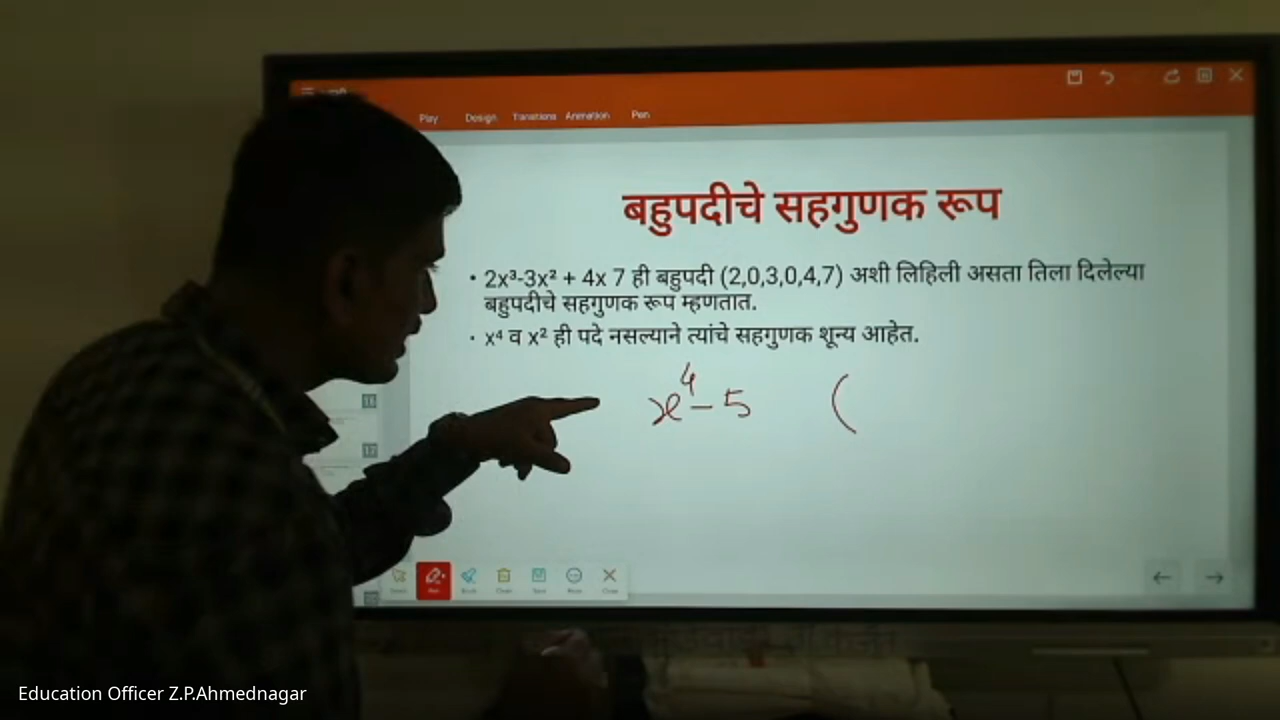 Play Design Transitions Animation Pen
बहुपदीचे सहगुणक रूप
• 2x³-3x² + 4x 7 ही बहुपदी (2,0,3,0,4,7) अशी लिहिली असता तिला दिलेल्या
बहुपदीचे सहगुणक रूप म्हणतात.
• x⁴ व x² ही पदे नसल्याने त्यांचे सहगुणक शून्य आहेत.
x⁴ - 5 (
Education Officer Z.P.Ahmednagar